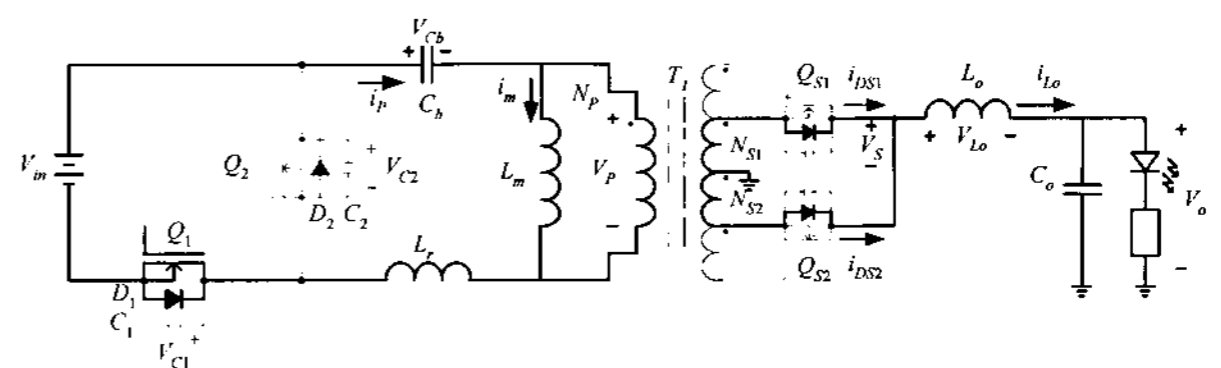 V_Cb
+ -
i_P
C_b
i_m
N_P
T_1
Q_S1
i_DS1
L_o
i_Lo
V_in
Q_2
+
V_C2
-
D_2 C_2
L_m
+
V_P
-
N_S1
N_S2
+
V_S
-
+ V_Lo -
C_o
+
V_o
-
Q_1
D_1
C_1
V_C1 +
L_r
Q_S2
i_DS2